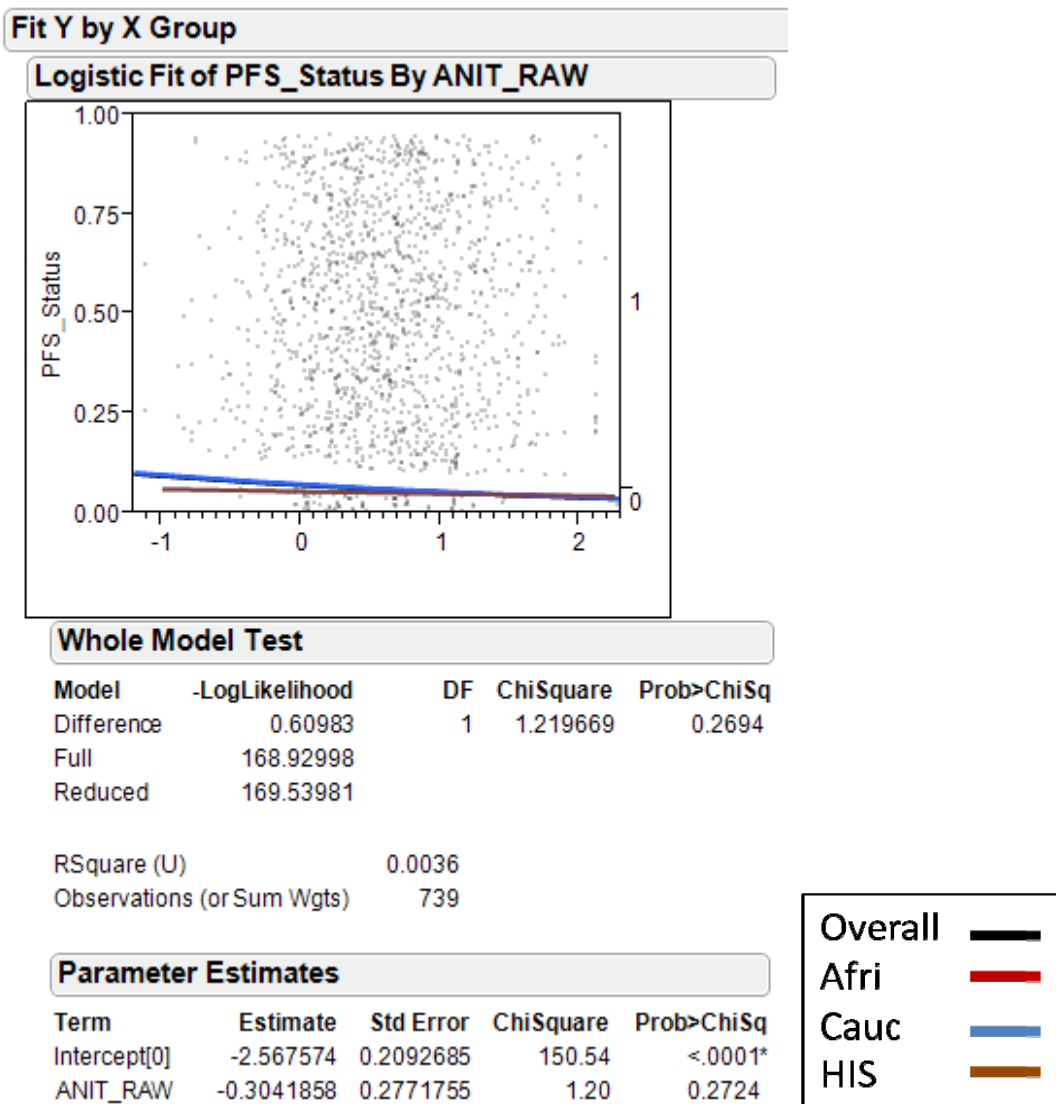 Fit Y by X Group
Logistic Fit of PFS_Status By ANIT_RAW
1.00
0.75
0.50
0.25
0.00
PFS_Status
1
0
-1 0 1 2
Whole Model Test
Model -LogLikelihood DF ChiSquare Prob>ChiSq
Difference 0.60983 1 1.219669 0.2694
Full 168.92998
Reduced 169.53981
RSquare (U) 0.0036
Observations (or Sum Wgts) 739
Parameter Estimates
Term Estimate Std Error ChiSquare Prob>ChiSq
Intercept[0] -2.567574 0.2092685 150.54 <.0001*
ANIT_RAW -0.3041858 0.2771755 1.20 0.2724
Overall
Afri
Cauc
HIS